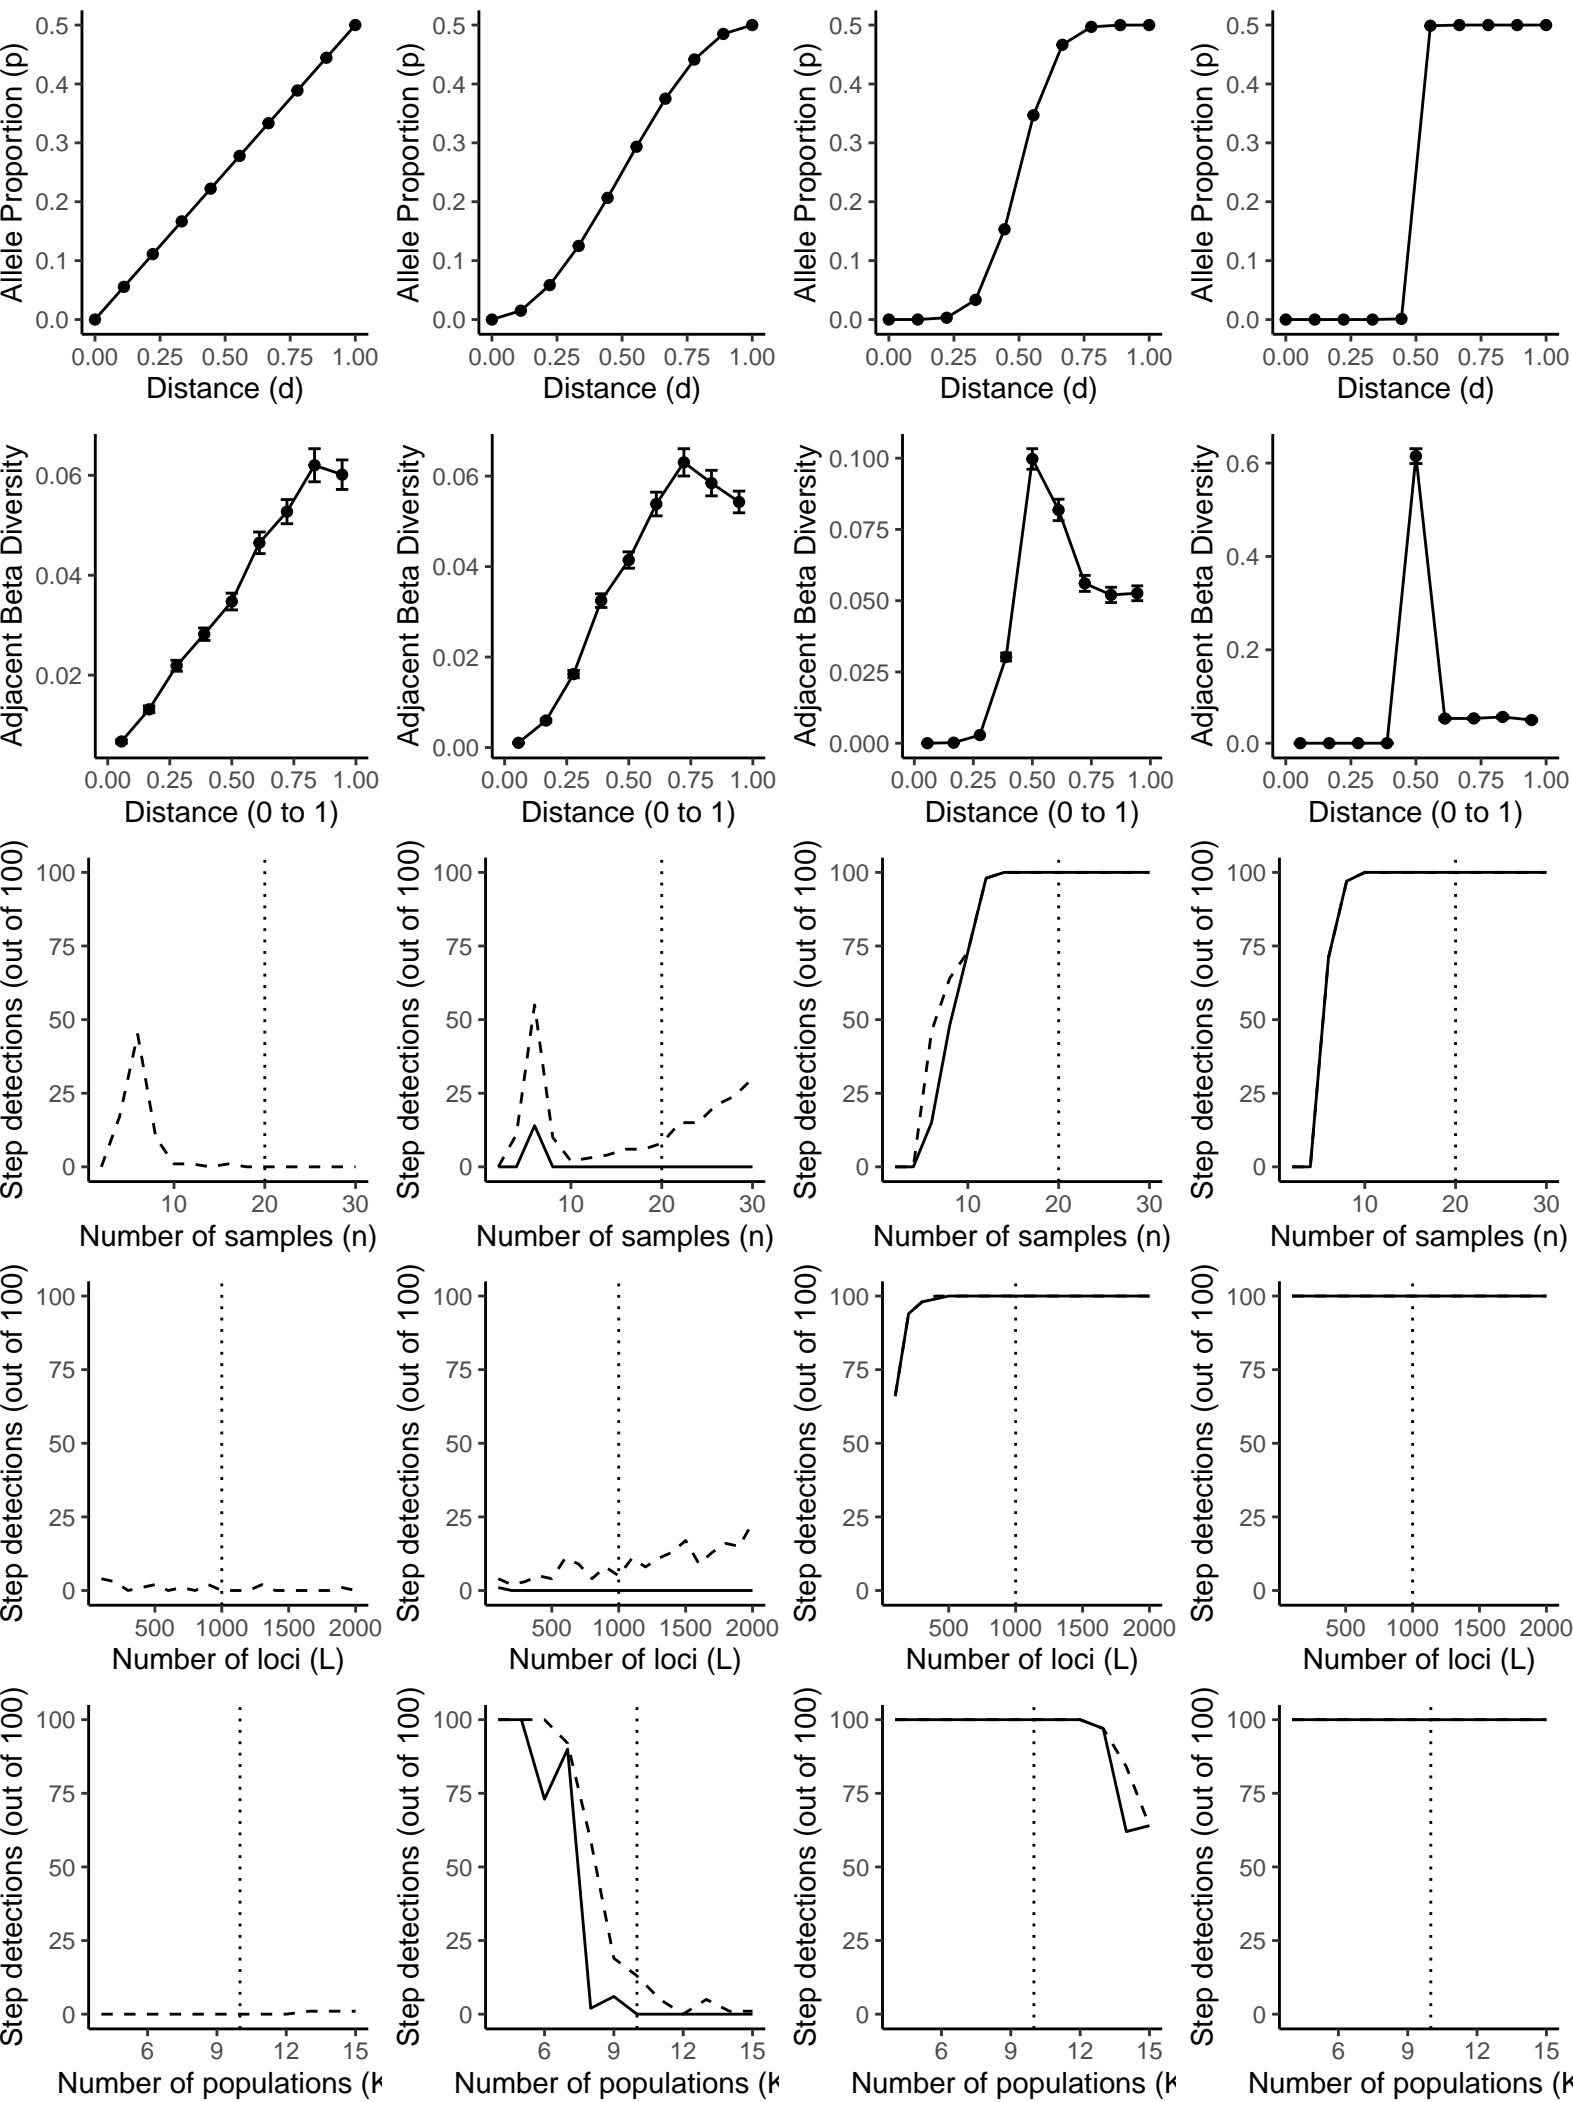 Allele Proportion (p)
0.5
0.4
0.3
0.2
0.1
0.0
0.00 0.25 0.50 0.75 1.00
Distance (d)
Allele Proportion (p)
0.5
0.4
0.3
0.2
0.1
0.0
0.00 0.25 0.50 0.75 1.00
Distance (d)
Allele Proportion (p)
0.5
0.4
0.3
0.2
0.1
0.0
0.00 0.25 0.50 0.75 1.00
Distance (d)
Allele Proportion (p)
0.5
0.4
0.3
0.2
0.1
0.0
0.00 0.25 0.50 0.75 1.00
Distance (d)
Adjacent Beta Diversity
0.06
0.04
0.02
0.00 0.25 0.50 0.75 1.00
Distance (0 to 1)
Adjacent Beta Diversity
0.06
0.04
0.02
0.00
0.00 0.25 0.50 0.75 1.00
Distance (0 to 1)
Adjacent Beta Diversity
0.100
0.075
0.050
0.025
0.000
0.00 0.25 0.50 0.75 1.00
Distance (0 to 1)
Adjacent Beta Diversity
0.6
0.4
0.2
0.0
0.00 0.25 0.50 0.75 1.00
Distance (0 to 1)
Step detections (out of 100)
100
75
50
25
0
10 20 30
Number of samples (n)
Step detections (out of 100)
100
75
50
25
0
10 20 30
Number of samples (n)
Step detections (out of 100)
100
75
50
25
0
10 20 30
Number of samples (n)
Step detections (out of 100)
100
75
50
25
0
10 20 30
Number of samples (n)
Step detections (out of 100)
100
75
50
25
0
500 1000 1500 2000
Number of loci (L)
Step detections (out of 100)
100
75
50
25
0
500 1000 1500 2000
Number of loci (L)
Step detections (out of 100)
100
75
50
25
0
500 1000 1500 2000
Number of loci (L)
Step detections (out of 100)
100
75
50
25
0
500 1000 1500 2000
Number of loci (L)
Step detections (out of 100)
100
75
50
25
0
6 9 12 15
Number of populations (K
Step detections (out of 100)
100
75
50
25
0
6 9 12 15
Number of populations (K
Step detections (out of 100)
100
75
50
25
0
6 9 12 15
Number of populations (K
Step detections (out of 100)
100
75
50
25
0
6 9 12 15
Number of populations (K